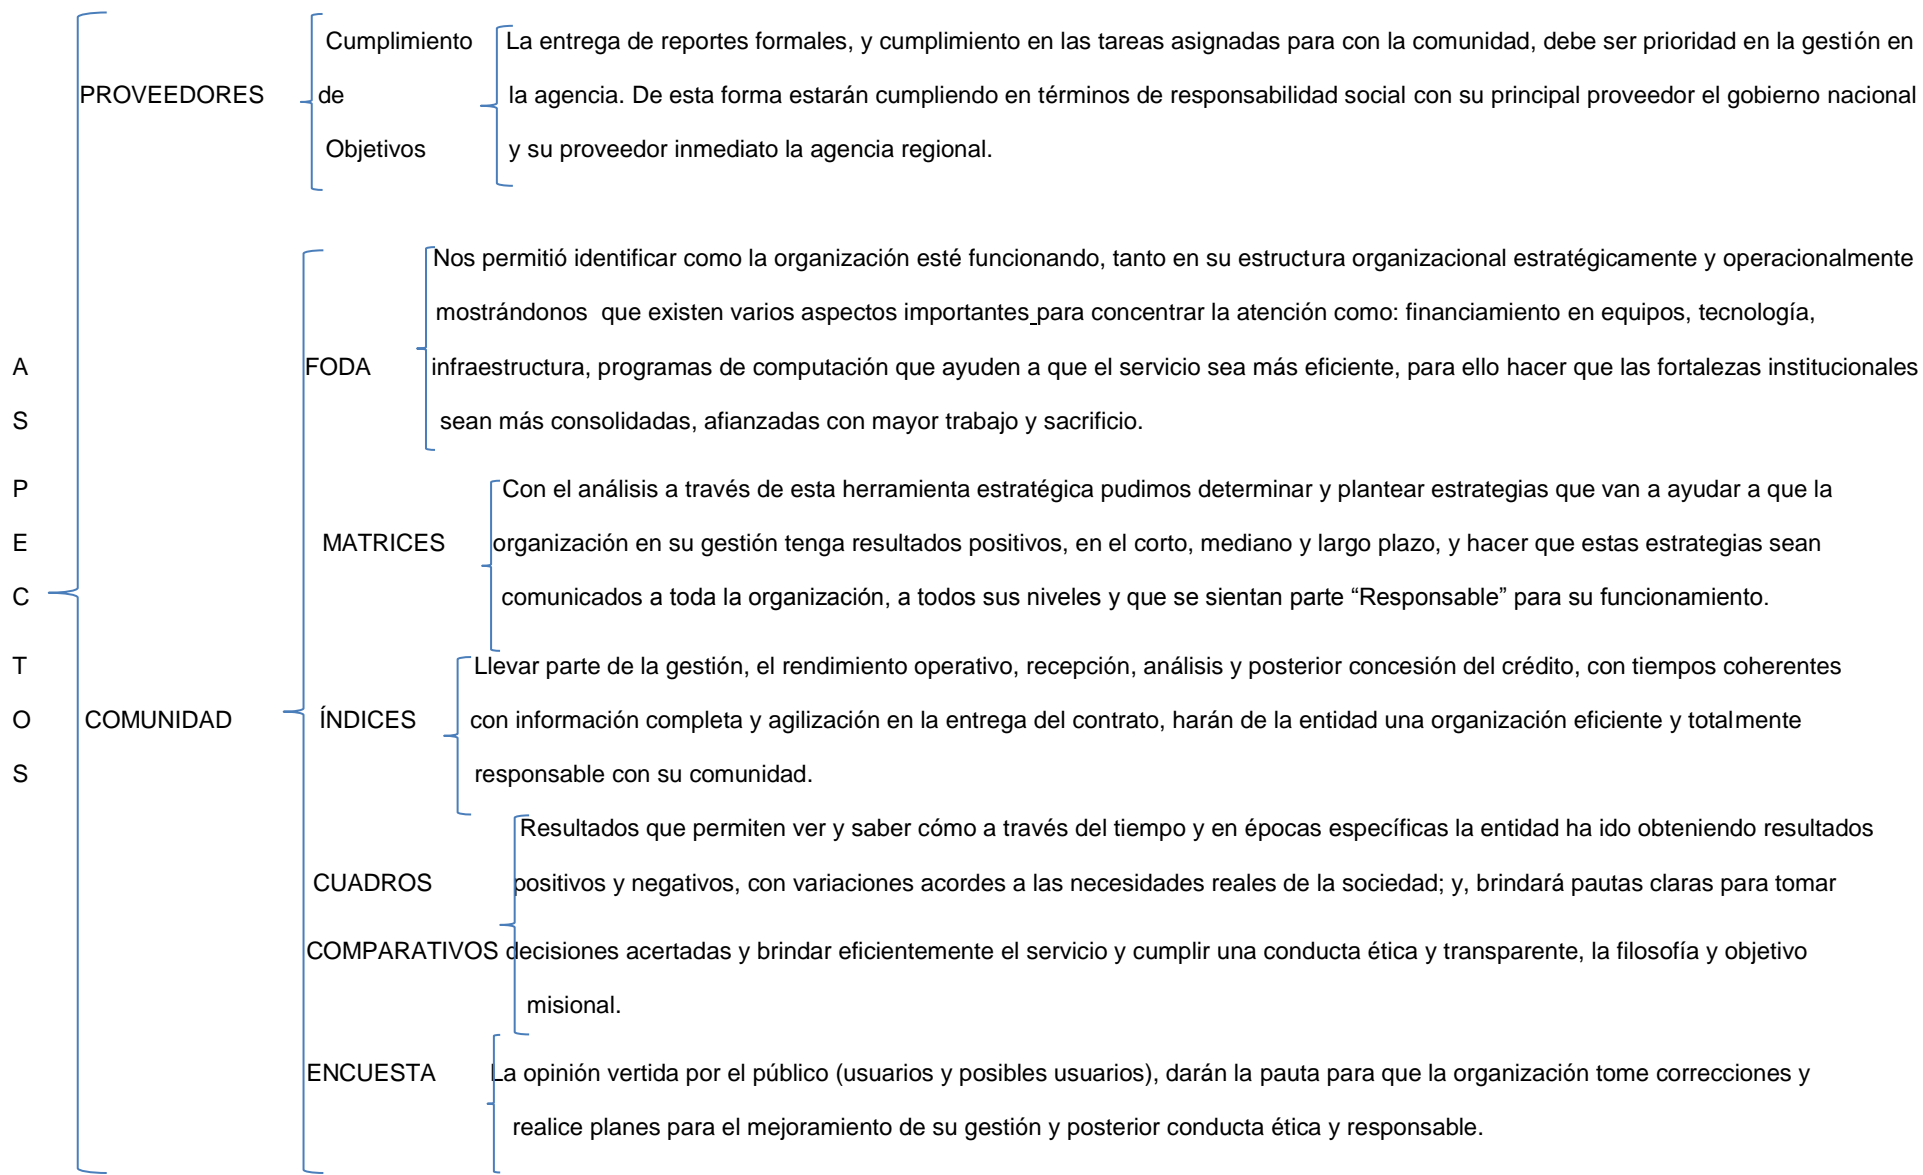 Cumplimiento La entrega de reportes formales, y cumplimiento en las tareas asignadas para con la comunidad, debe ser prioridad en la gestión en
PROVEEDORES de la agencia. De esta forma estarán cumpliendo en términos de responsabilidad social con su principal proveedor el gobierno nacional
Objetivos y su proveedor inmediato la agencia regional.
Nos permitió identificar como la organización esté funcionando, tanto en su estructura organizacional estratégicamente y operacionalmente
mostrándonos que existen varios aspectos importantes para concentrar la atención como: financiamiento en equipos, tecnología,
A FODA infraestructura, programas de computación que ayuden a que el servicio sea más eficiente, para ello hacer que las fortalezas institucionales
S sean más consolidadas, afianzadas con mayor trabajo y sacrificio.
P Con el análisis a través de esta herramienta estratégica pudimos determinar y plantear estrategias que van a ayudar a que la
E MATRICES organización en su gestión tenga resultados positivos, en el corto, mediano y largo plazo, y hacer que estas estrategias sean
C comunicados a toda la organización, a todos sus niveles y que se sientan parte “Responsable” para su funcionamiento.
T Llevar parte de la gestión, el rendimiento operativo, recepción, análisis y posterior concesión del crédito, con tiempos coherentes
O COMUNIDAD ÍNDICES con información completa y agilización en la entrega del contrato, harán de la entidad una organización eficiente y totalmente
S responsable con su comunidad.
Resultados que permiten ver y saber cómo a través del tiempo y en épocas específicas la entidad ha ido obteniendo resultados
CUADROS positivos y negativos, con variaciones acordes a las necesidades reales de la sociedad; y, brindará pautas claras para tomar
COMPARATIVOS decisiones acertadas y brindar eficientemente el servicio y cumplir una conducta ética y transparente, la filosofía y objetivo
misional.
ENCUESTA La opinión vertida por el público (usuarios y posibles usuarios), darán la pauta para que la organización tome correcciones y
realice planes para el mejoramiento de su gestión y posterior conducta ética y responsable.